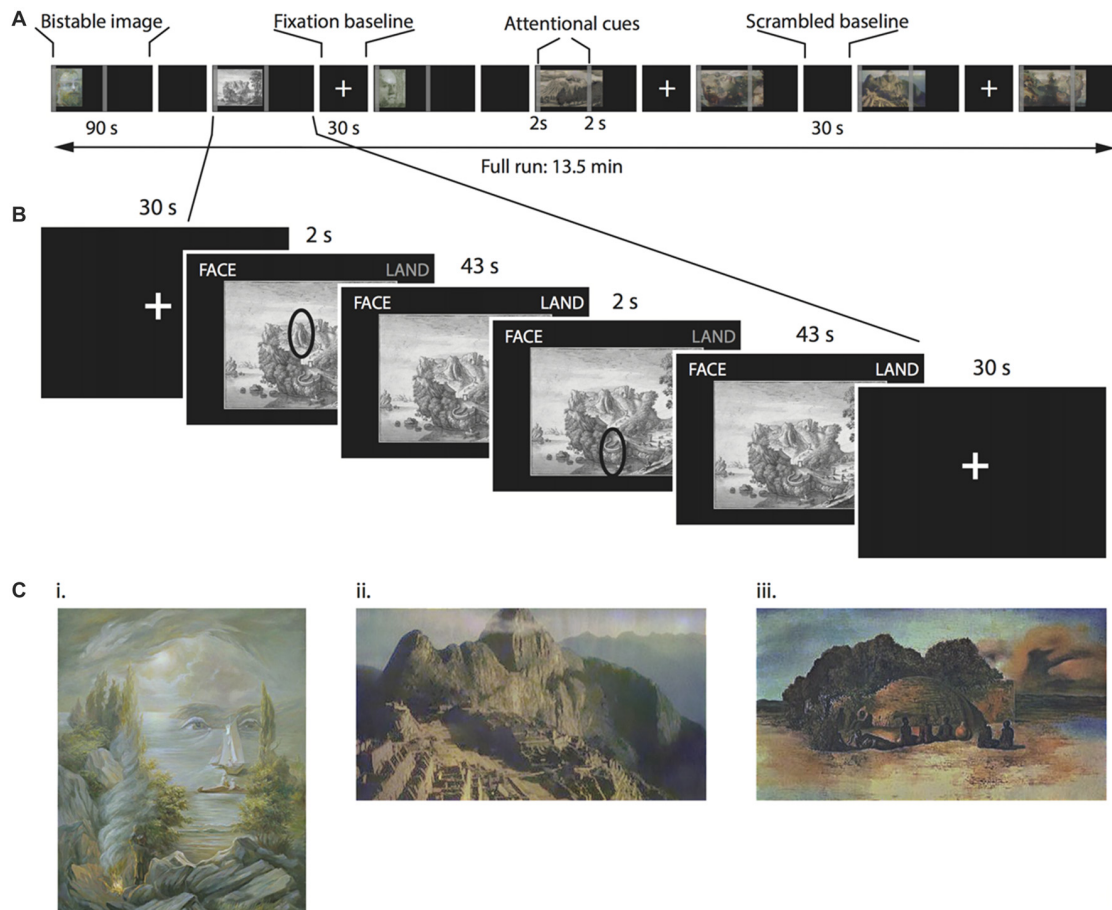 A
Bistable image
Fixation baseline
Attentional cues
Scrambled baseline
90 s
30 s
2s
2 s
30 s
Full run: 13.5 min
B
30 s
2 s
43 s
2 s
43 s
30 s
FACE LAND
FACE LAND
FACE LAND
FACE LAND
C
i.
ii.
iii.